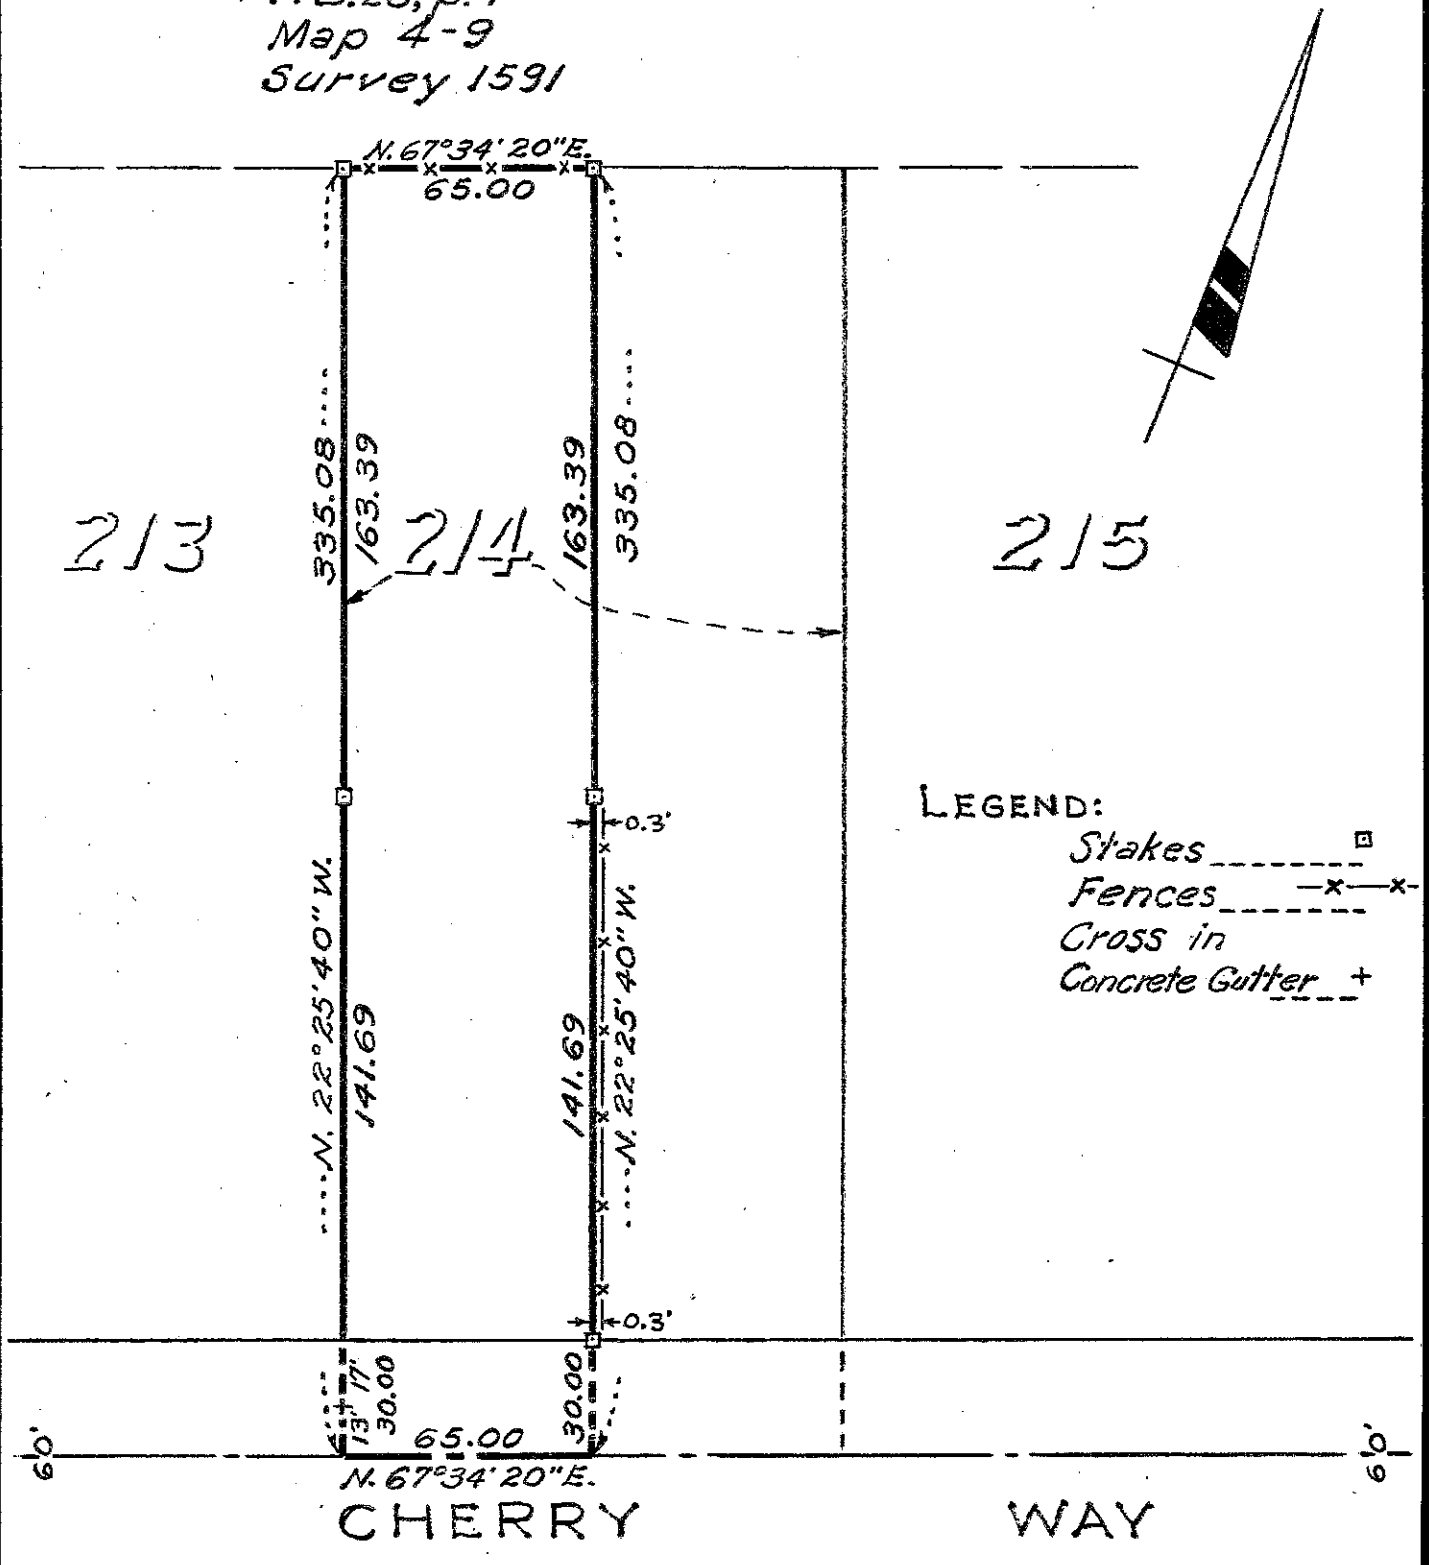 Map 4-9
Survey 1591
N. 67°34'20"E.
65.00
335.08
163.39
163.39
335.08
213
214
215
LEGEND:
Stakes
Fences
Cross in
Concrete Gutter +
0.3'
N. 22°25'40" W.
141.69
141.69
N. 22°25'40" W.
0.3'
13' 17'
30.00
30.00
65.00
60'
60'
N. 67°34'20"E.
CHERRY WAY